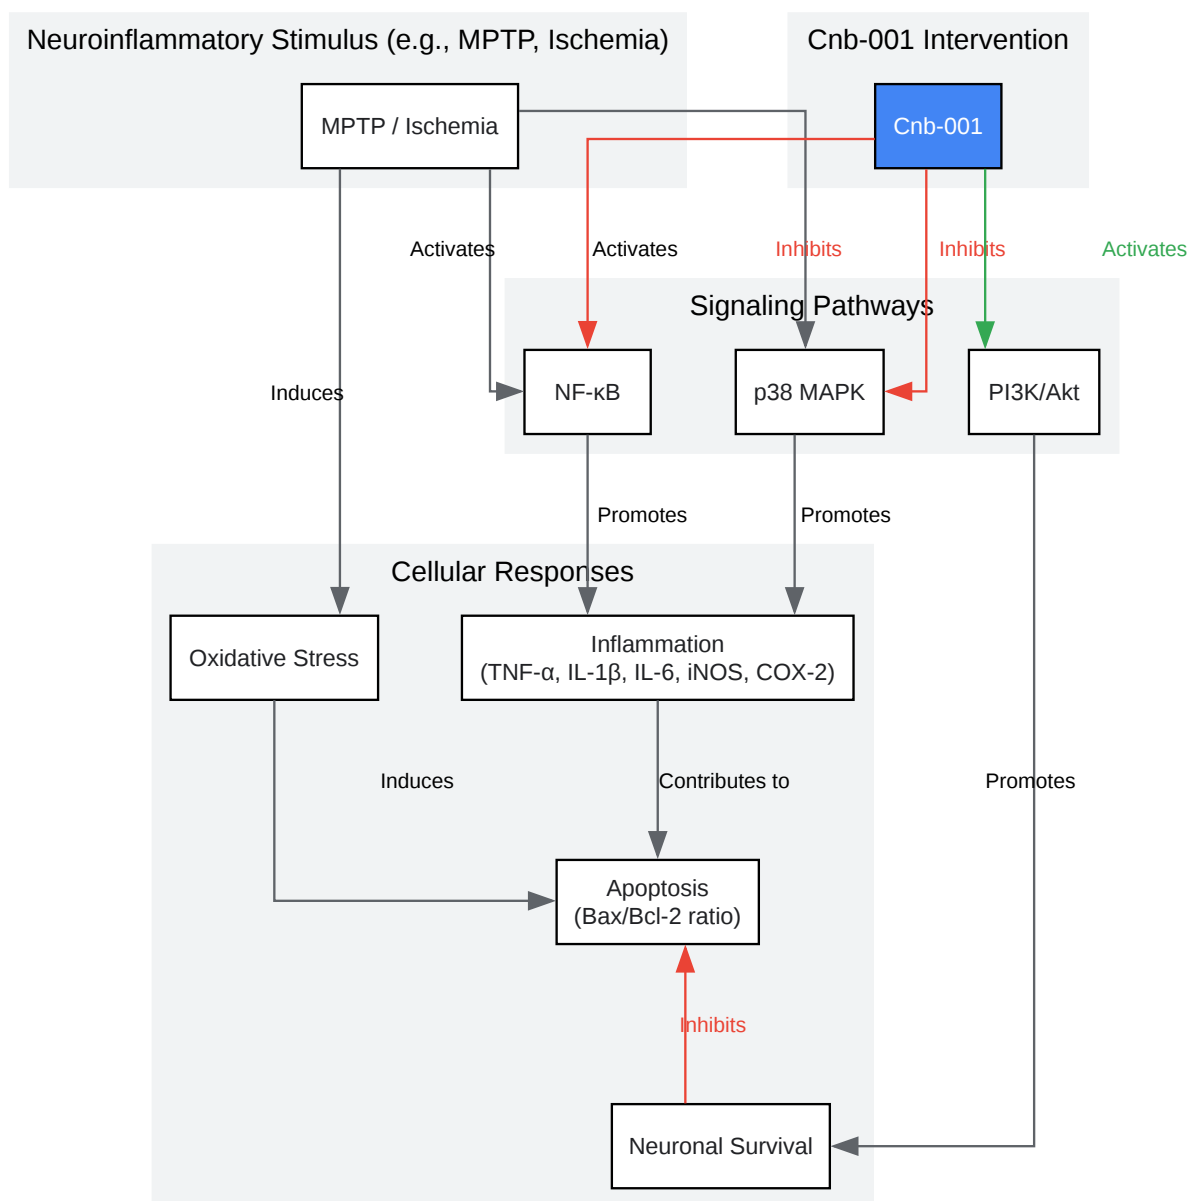 Neuroinflammatory Stimulus (e.g., MPTP, Ischemia)
Cnb-001 Intervention
MPTP / Ischemia
Cnb-001
Activates
Activates
Inhibits
Inhibits
Activates
Signaling Pathways
NF-κB
p38 MAPK
PI3K/Akt
Induces
Promotes
Promotes
Cellular Responses
Oxidative Stress
Inflammation
(TNF-α, IL-1β, IL-6, iNOS, COX-2)
Induces
Contributes to
Promotes
Apoptosis
(Bax/Bcl-2 ratio)
Inhibits
Neuronal Survival